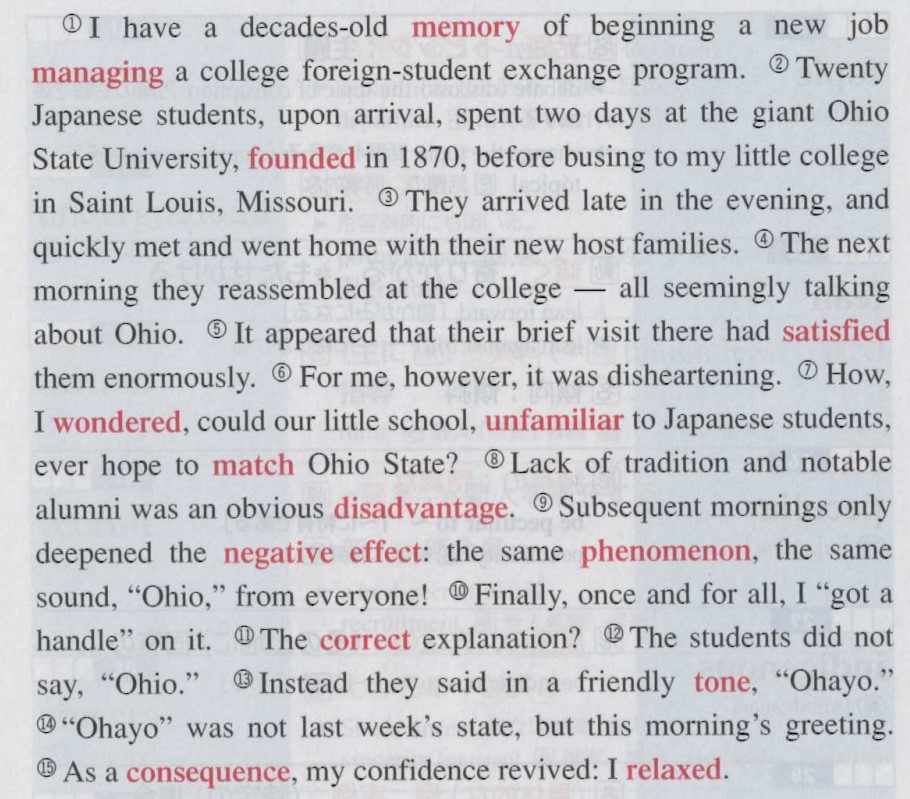 ① I have a decades-old memory of beginning a new job
managing a college foreign-student exchange program. ② Twenty
Japanese students, upon arrival, spent two days at the giant Ohio
State University, founded in 1870, before busing to my little college
in Saint Louis, Missouri. ③ They arrived late in the evening, and
quickly met and went home with their new host families. ④ The next
morning they reassembled at the college — all seemingly talking
about Ohio. ⑤ It appeared that their brief visit there had satisfied
them enormously. ⑥ For me, however, it was disheartening. ⑦ How,
I wondered, could our little school, unfamiliar to Japanese students,
ever hope to match Ohio State? ⑧ Lack of tradition and notable
alumni was an obvious disadvantage. ⑨ Subsequent mornings only
deepened the negative effect: the same phenomenon, the same
sound, “Ohio,” from everyone! ⑩ Finally, once and for all, I “got a
handle” on it. ⑪ The correct explanation? ⑫ The students did not
say, “Ohio.” ⑬ Instead they said in a friendly tone, “Ohayo.”
⑭ “Ohayo” was not last week’s state, but this morning’s greeting.
⑮ As a consequence, my confidence revived: I relaxed.